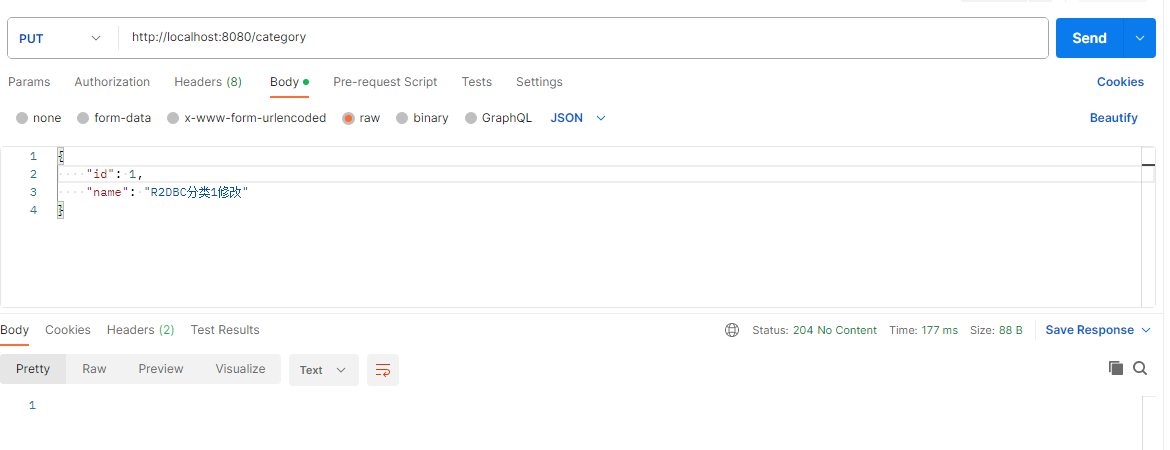 PUT http://localhost:8080/category Send
Params Authorization Headers (8) Body Pre-request Script Tests Settings Cookies
none form-data x-www-form-urlencoded raw binary GraphQL JSON Beautify
1 {
2 "id": 1,
3 "name": "R2DBC分类1修改"
4 }
Body Cookies Headers (2) Test Results Status: 204 No Content Time: 177 ms Size: 88 B Save Response
Pretty Raw Preview Visualize Text
1